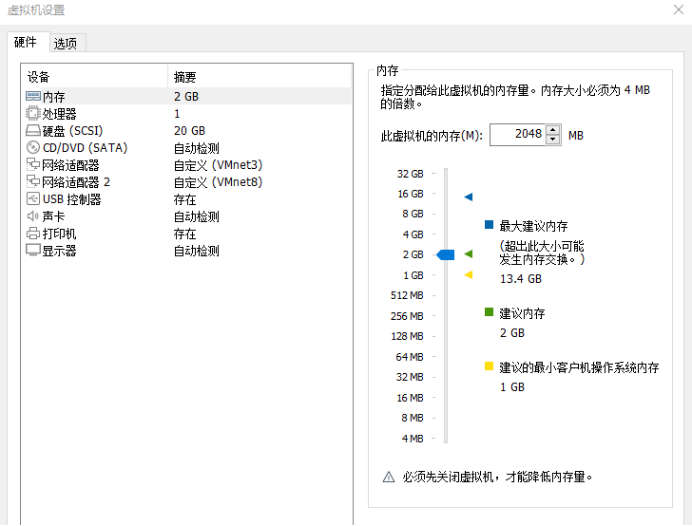 虚拟机设置
硬件 选项
设备 摘要
内存 2 GB
处理器 1
硬盘 (SCSI) 20 GB
CD/DVD (SATA) 自动检测
网络适配器 自定义 (VMnet3)
网络适配器 2 自定义 (VMnet8)
USB 控制器 存在
声卡 自动检测
打印机 存在
显示器 自动检测
内存
指定分配给此虚拟机的内存量。内存大小必须为 4 MB
的倍数。
此虚拟机的内存(M): 2048 MB
32 GB
16 GB
8 GB
4 GB
2 GB
1 GB
512 MB
256 MB
128 MB
64 MB
32 MB
16 MB
8 MB
4 MB
最大建议内存
(超出此大小可能
发生内存交换。)
13.4 GB
建议内存
2 GB
建议的最小客户机操作系统内存
1 GB
必须先关闭虚拟机，才能降低内存量。